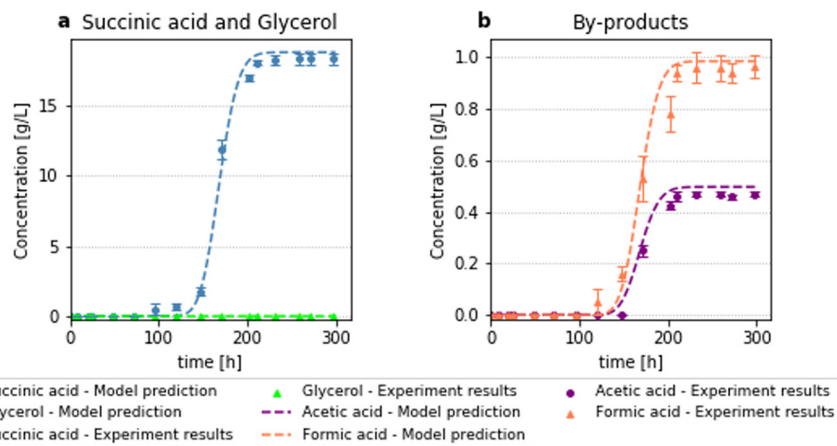 a Succinic acid and Glycerol
b By-products
Concentration [g/L]
15
10
5
0
0 100 200 300
time [h]
Concentration [g/L]
1.0
0.8
0.6
0.4
0.2
0.0
0 100 200 300
time [h]
uccinic acid - Model prediction
lycerol - Model prediction
uccinic acid - Experiment results
Glycerol - Experiment results
Acetic acid - Model prediction
Formic acid - Model prediction
Acetic acid - Experiment results
Formic acid - Experiment results